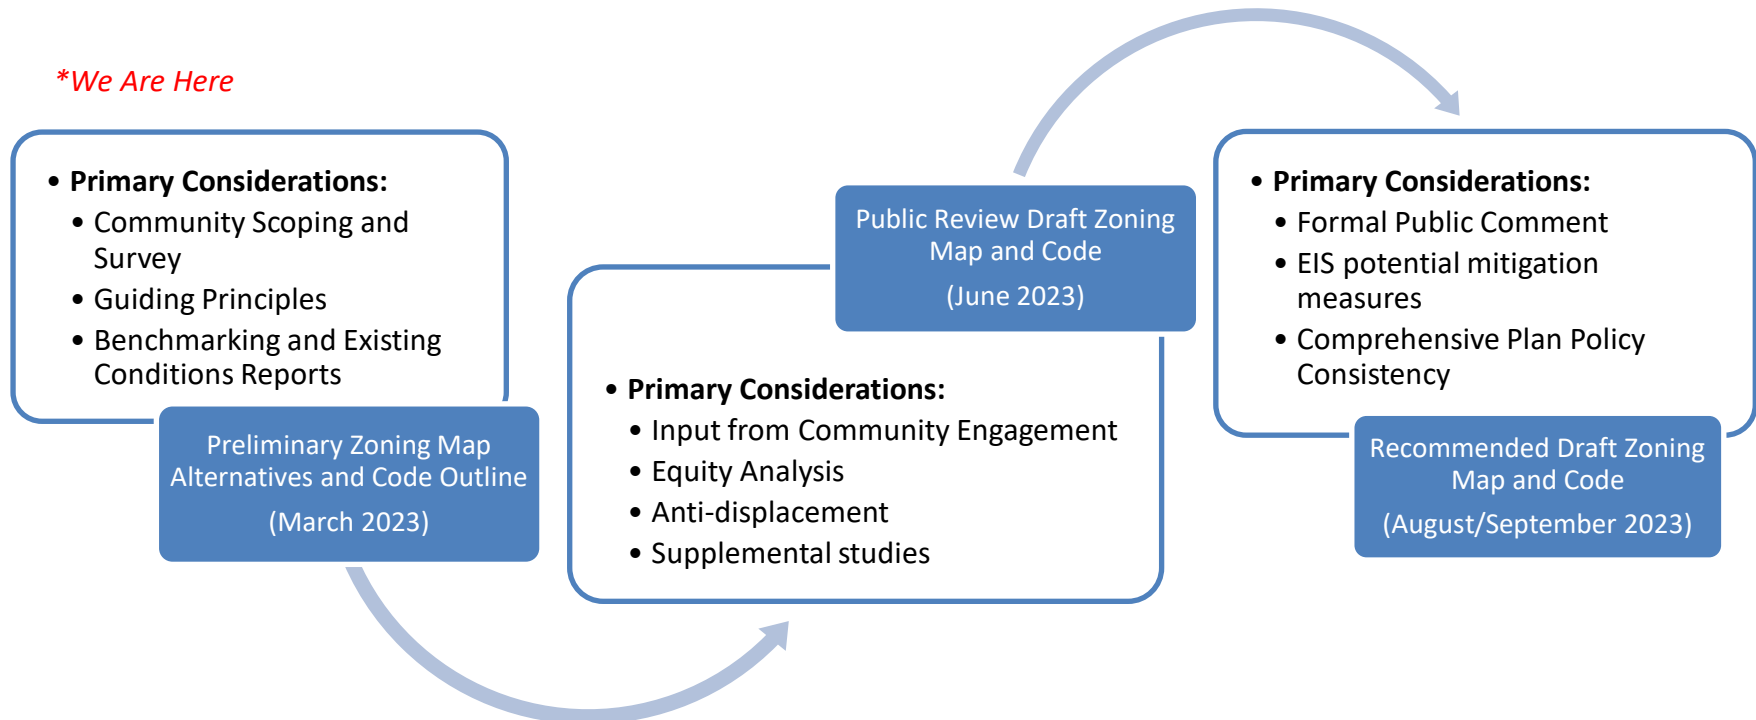 *We Are Here
• Primary Considerations:
• Community Scoping and
Survey
• Guiding Principles
• Benchmarking and Existing
Conditions Reports
Preliminary Zoning Map
Alternatives and Code Outline
(March 2023)
Public Review Draft Zoning
Map and Code
(June 2023)
• Primary Considerations:
• Input from Community Engagement
• Equity Analysis
• Anti-displacement
• Supplemental studies
• Primary Considerations:
• Formal Public Comment
• EIS potential mitigation
measures
• Comprehensive Plan Policy
Consistency
Recommended Draft Zoning
Map and Code
(August/September 2023)